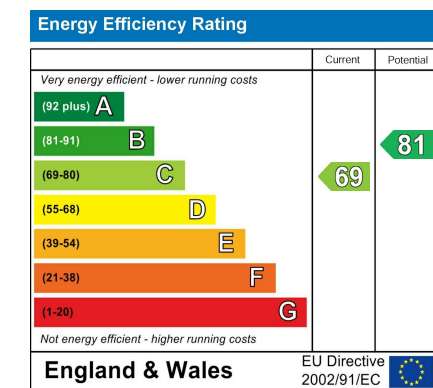 Energy Efficiency Rating
Current Potential
Very energy efficient - lower running costs
(92 plus) A
(81-91) B
81
(69-80) C
69
(55-68) D
(39-54) E
(21-38) F
(1-20) G
Not energy efficient - higher running costs
England & Wales
EU Directive
2002/91/EC